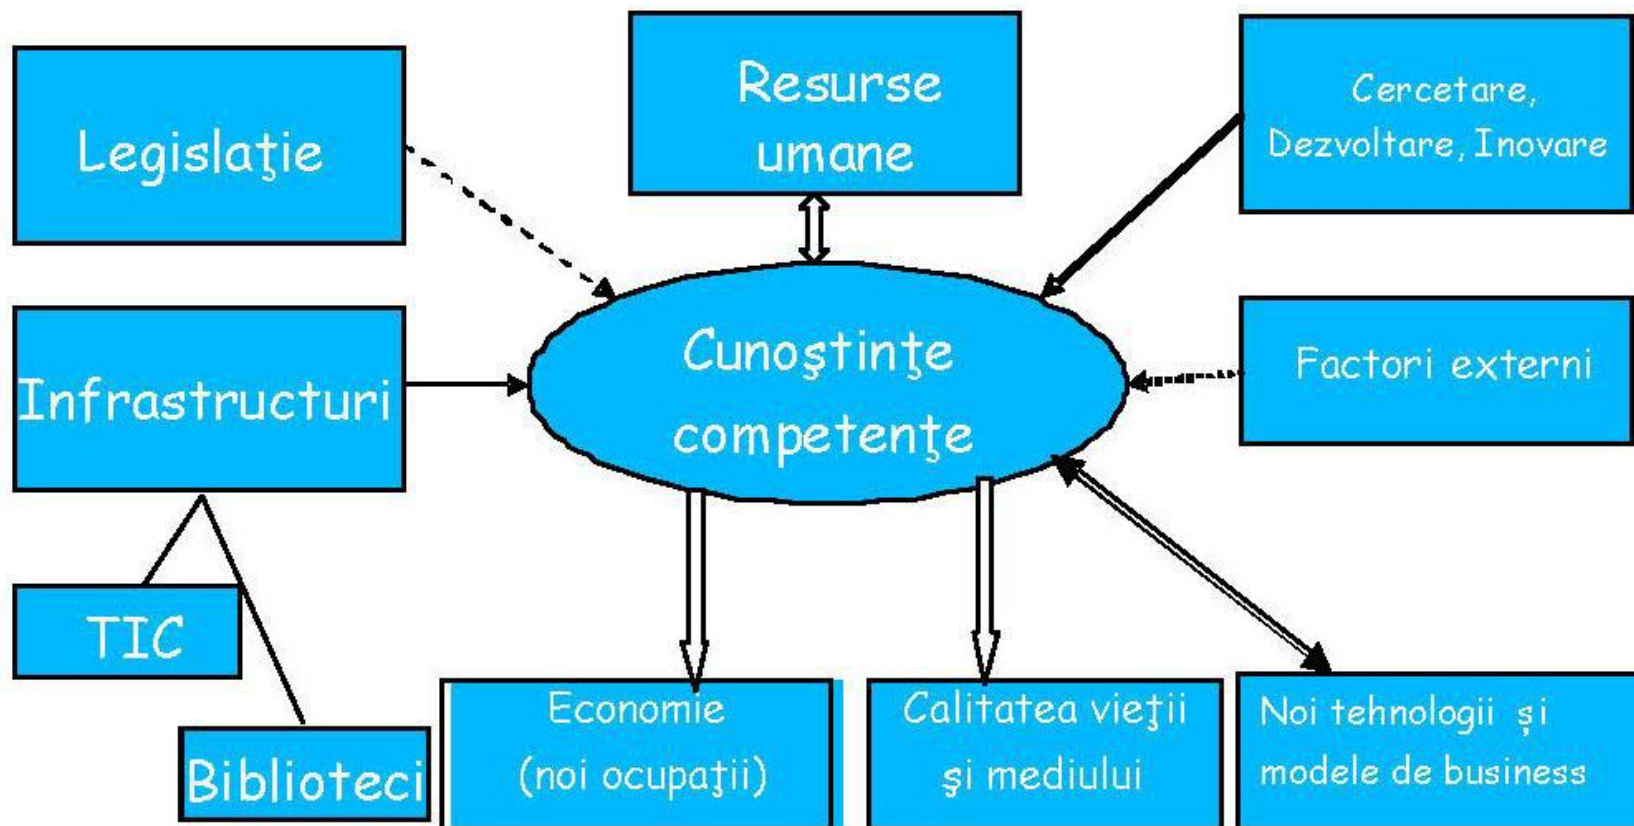 Legislaţie
Resurse
umane
Cercetare,
Dezvoltare, Inovare
Infrastructuri
Cunoştinţe
competenţe
Factori externi
TIC
Biblioteci
Economie
(noi ocupaţii)
Calitatea vieţii
şi mediului
Noi tehnologii și
modele de business